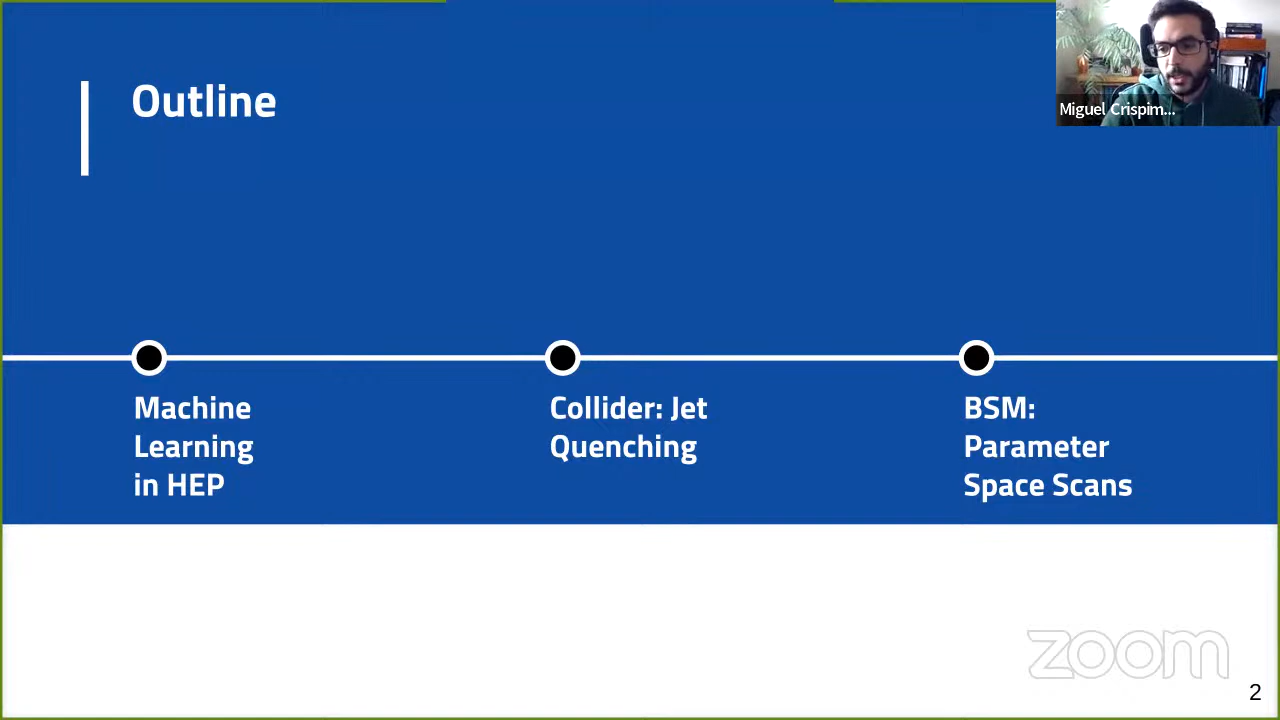 Outline
Miguel Crispim...
Machine
Learning
in HEP
Collider: Jet
Quenching
BSM:
Parameter
Space Scans
zoom
2